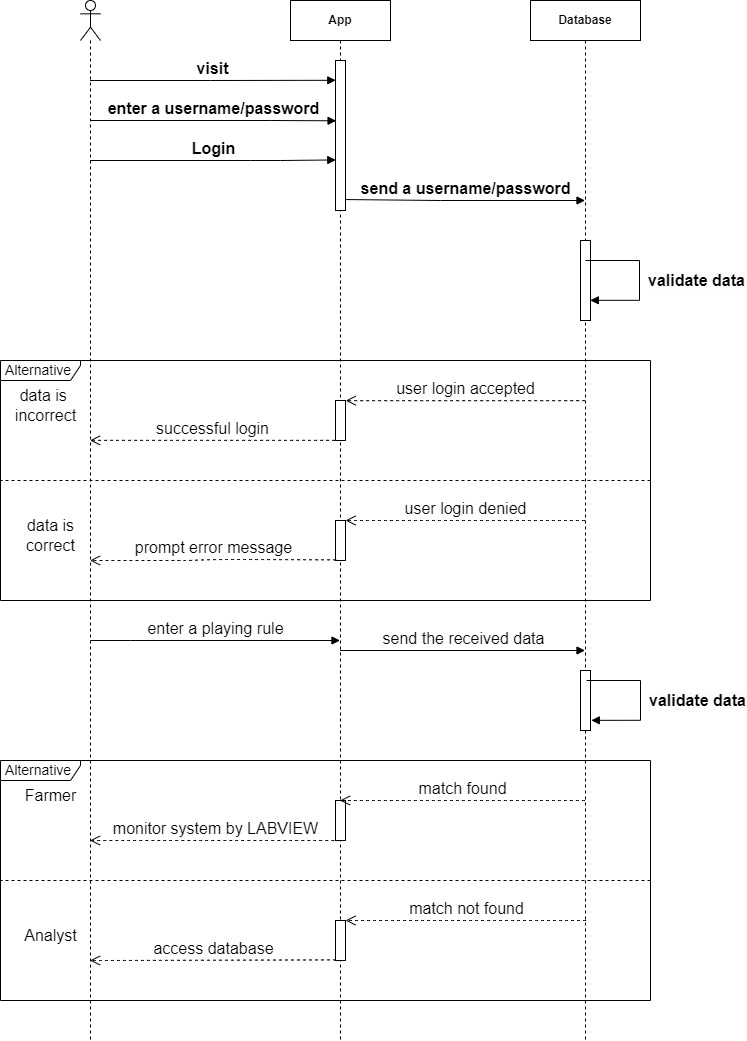 App
Database
visit
enter a username/password
Login
send a username/password
validate data
Alternative
data is
incorrect
user login accepted
successful login
data is
correct
user login denied
prompt error message
enter a playing rule
send the received data
validate data
Alternative
Farmer
match found
monitor system by LABVIEW
match not found
Analyst
access database